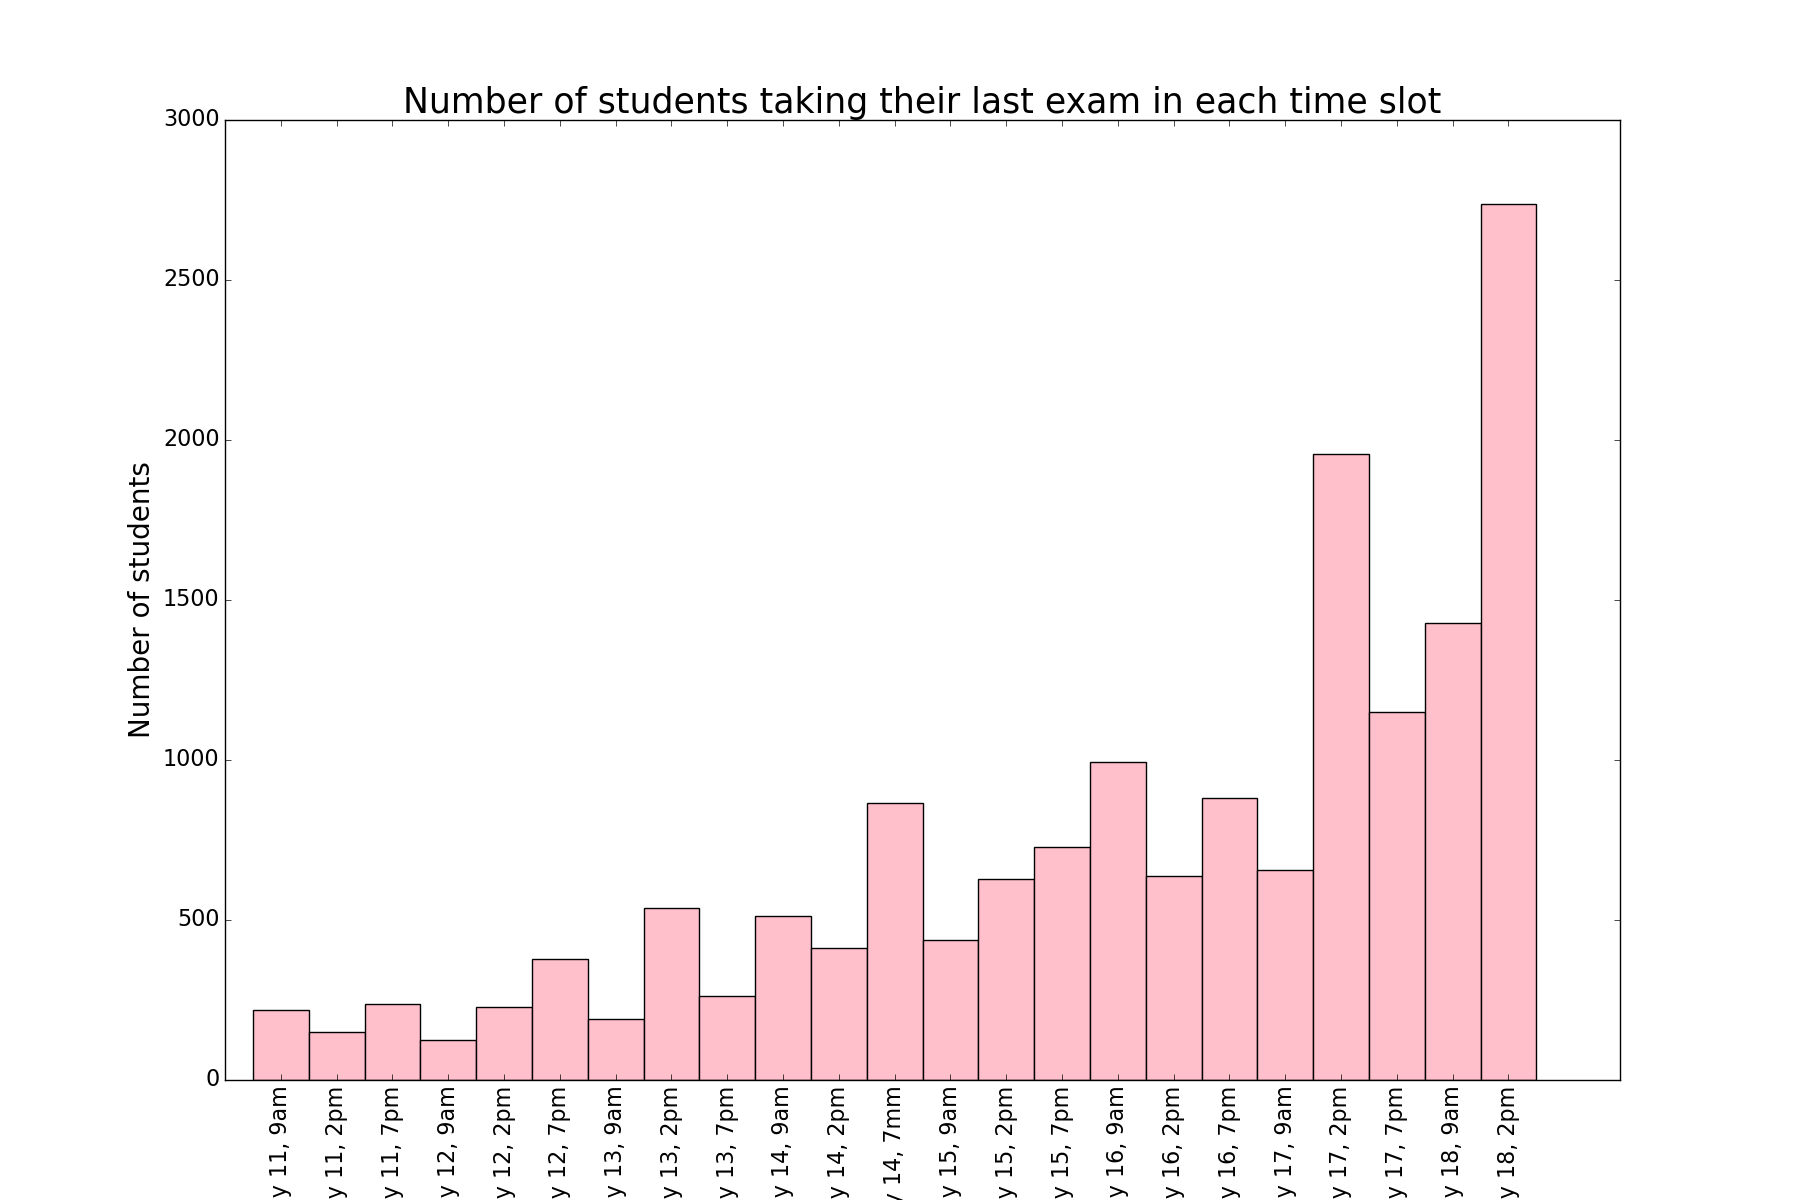 Number of students taking their last exam in each time slot
Number of students
3000
2500
2000
1500
1000
500
0
y 11, 9am
y 11, 2pm
y 11, 7pm
y 12, 9am
y 12, 2pm
y 12, 7pm
y 13, 9am
y 13, 2pm
y 13, 7pm
y 14, 9am
y 14, 2pm
y 14, 7mm
y 15, 9am
y 15, 2pm
y 15, 7pm
y 16, 9am
y 16, 2pm
y 16, 7pm
y 17, 9am
y 17, 2pm
y 17, 7pm
y 18, 9am
y 18, 2pm